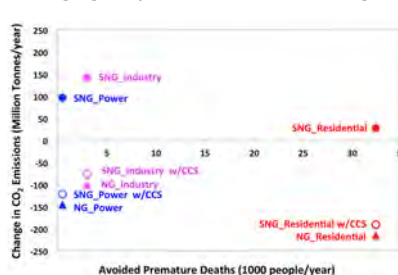 Change in CO₂ Emissions (Million Tonnes/year)
250
200
150
100
50
0
-50
-100
-150
-200
-250
5
10
15
20
25
30
35
SNG_Industry
SNG_Power
SNG_Residential
SNG_Industry w/CCS
NG_Industry
SNG_Power w/CCS
NG_Power
SNG_Residential w/CCS
NG_Residential
Avoided Premature Deaths (1000 people/year)